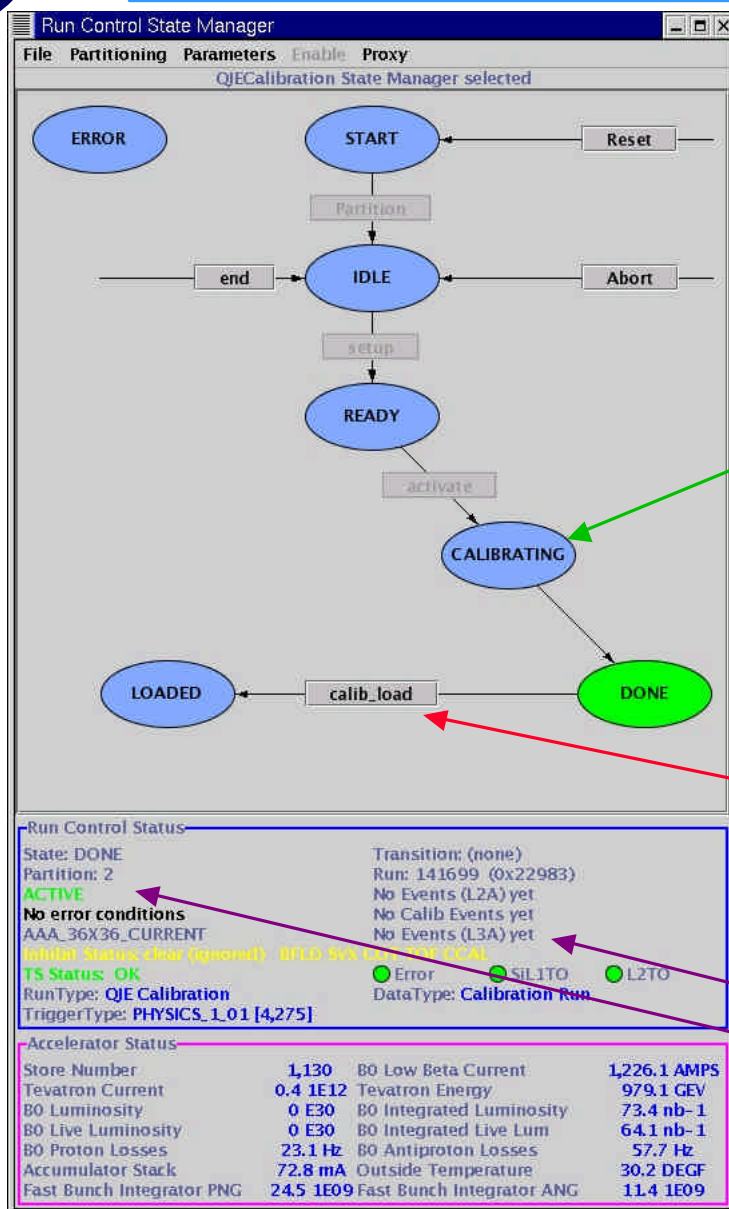 Run Control State Manager
File Partitioning Parameters Enable Proxy
QJECalibration State Manager selected
ERROR
START
Reset
Partition
end
IDLE
Abort
setup
READY
activate
CALIBRATING
LOADED
calib_load
DONE
Run Control Status
State: DONE
Transition: (none)
Partition: 2
Run: 141699 (0x22983)
ACTIVE
No Events (L2A) yet
No error conditions
No Calib Events yet
AAA_36X36_CURRENT
No Events (L3A) yet
Inhibit Status: clear (ignored) BFLD SVX COT TOF CCAL
TS Status: OK
Error SiL1TO L2TO
RunType: QJE Calibration
DataType: Calibration Run
TriggerType: PHYSICS_1_01 [4,275]
Accelerator Status
Store Number 1,130 B0 Low Beta Current 1,226.1 AMPS
Tevatron Current 0.4 1E12 Tevatron Energy 979.1 GEV
B0 Luminosity 0 E30 B0 Integrated Luminosity 73.4 nb-1
B0 Live Luminosity 0 E30 B0 Integrated Live Lum 64.1 nb-1
B0 Proton Losses 23.1 Hz B0 Antiproton Losses 57.7 Hz
Accumulator Stack 72.8 mA Outside Temperature 30.2 DEGF
Fast Bunch Integrator PNG 24.5 1E09 Fast Bunch Integrator ANG 11.4 1E09